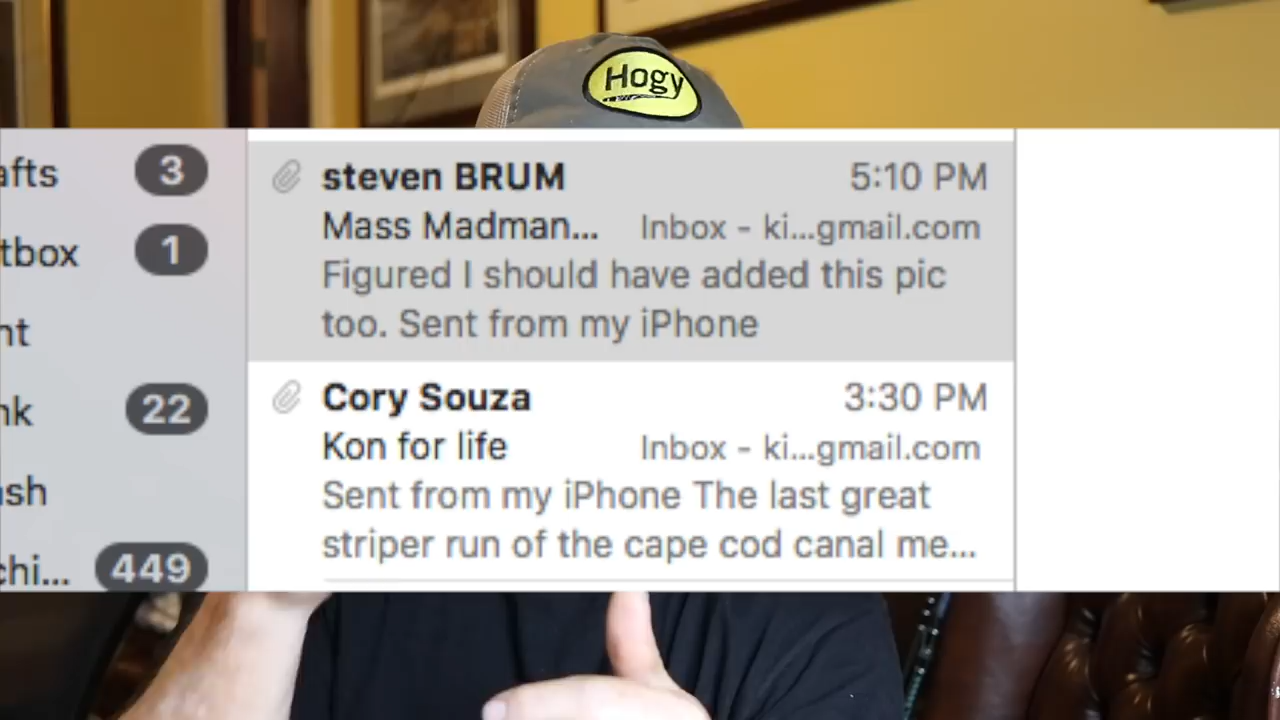 Hogy
afts 3
tbox 1
nt
nk 22
ash
chi... 449
steven BRUM 5:10 PM
Mass Madman... Inbox - ki...gmail.com
Figured I should have added this pic
too. Sent from my iPhone
Cory Souza 3:30 PM
Kon for life Inbox - ki...gmail.com
Sent from my iPhone The last great
striper run of the cape cod canal me...